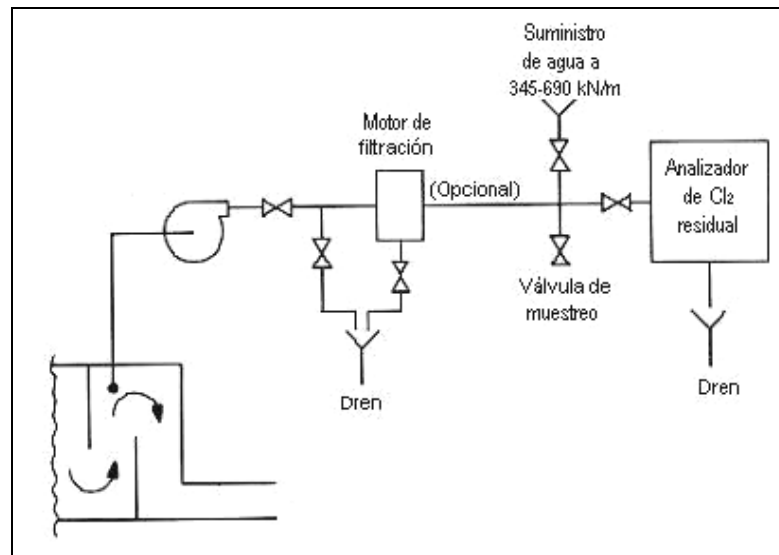 Suministro
de agua a
345-690 kN/m
Motor de
filtración
(Opcional)
Analizador
de Cl₂
residual
Válvula de
muestreo
Dren
Dren